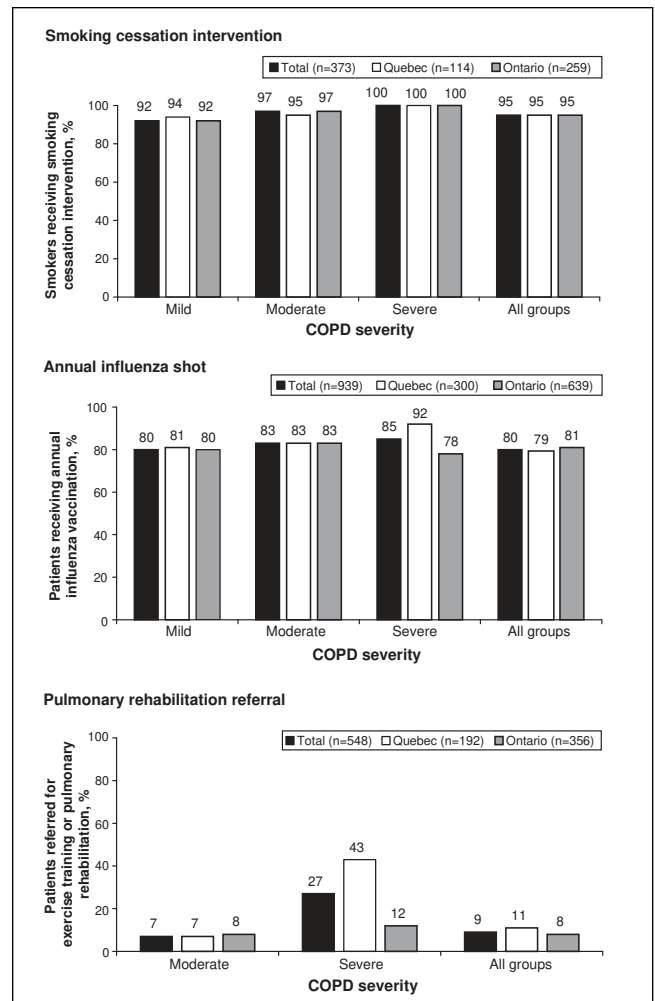 Smoking cessation intervention
Total (n=373) Quebec (n=114) Ontario (n=259)
Smokers receiving smoking
cessation intervention, %
100
80
60
40
20
0
92 94 92
97 95 97
100 100 100
95 95 95
Mild Moderate Severe All groups
COPD severity
Annual influenza shot
Total (n=939) Quebec (n=300) Ontario (n=639)
Patients receiving annual
influenza vaccination, %
100
80
60
40
20
0
80 81 80
83 83 83
85 92 78
80 79 81
Mild Moderate Severe All groups
COPD severity
Pulmonary rehabilitation referral
Total (n=548) Quebec (n=192) Ontario (n=356)
Patients referred for
exercise training or pulmonary
rehabilitation, %
100
80
60
40
20
0
7 7 8
27 43 12
9 11 8
Moderate Severe All groups
COPD severity